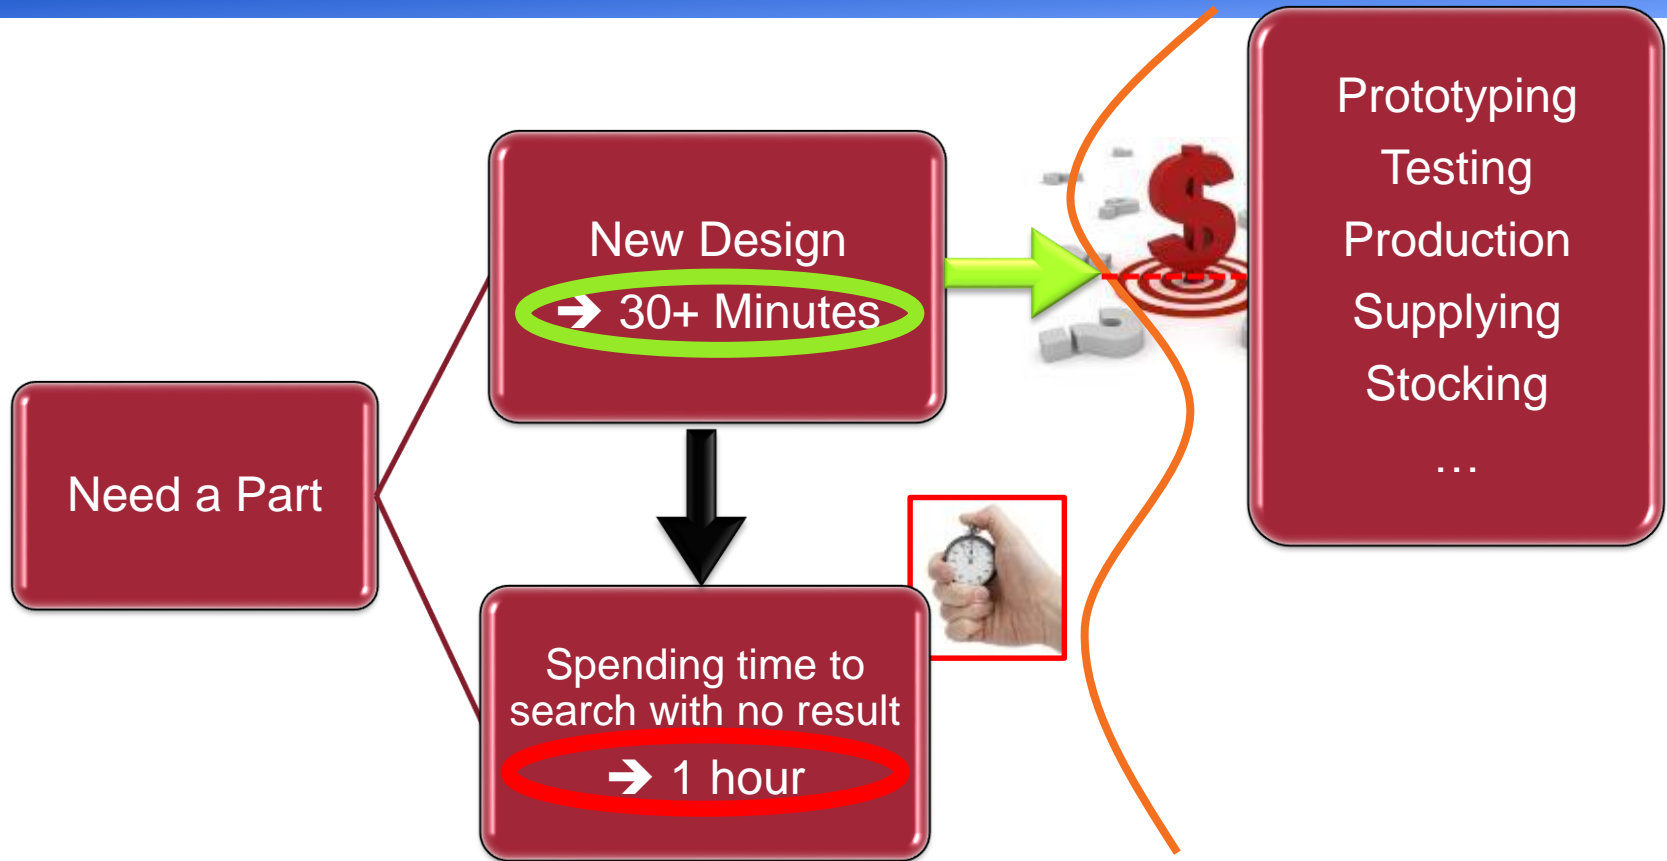 Need a Part
New Design
➔ 30+ Minutes
Spending time to
search with no result
➔ 1 hour
Prototyping
Testing
Production
Supplying
Stocking
…